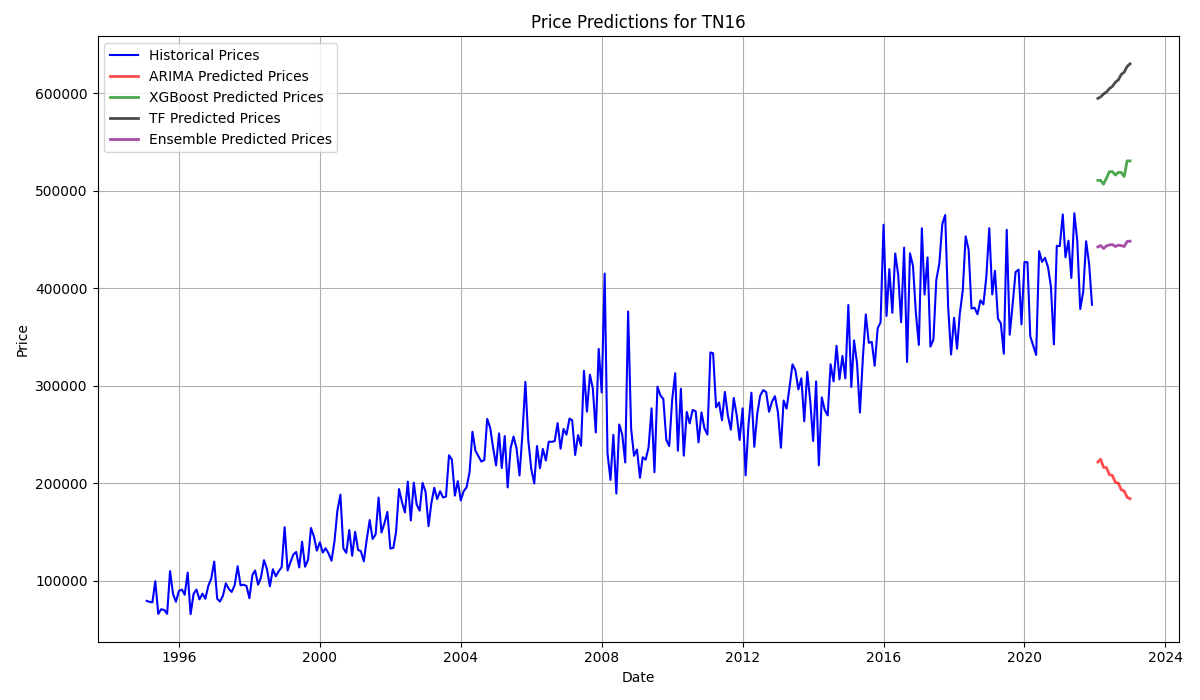 Price Predictions for TN16
Historical Prices
ARIMA Predicted Prices
XGBoost Predicted Prices
TF Predicted Prices
Ensemble Predicted Prices
600000
500000
400000
300000
200000
100000
Price
1996 2000 2004 2008 2012 2016 2020 2024
Date